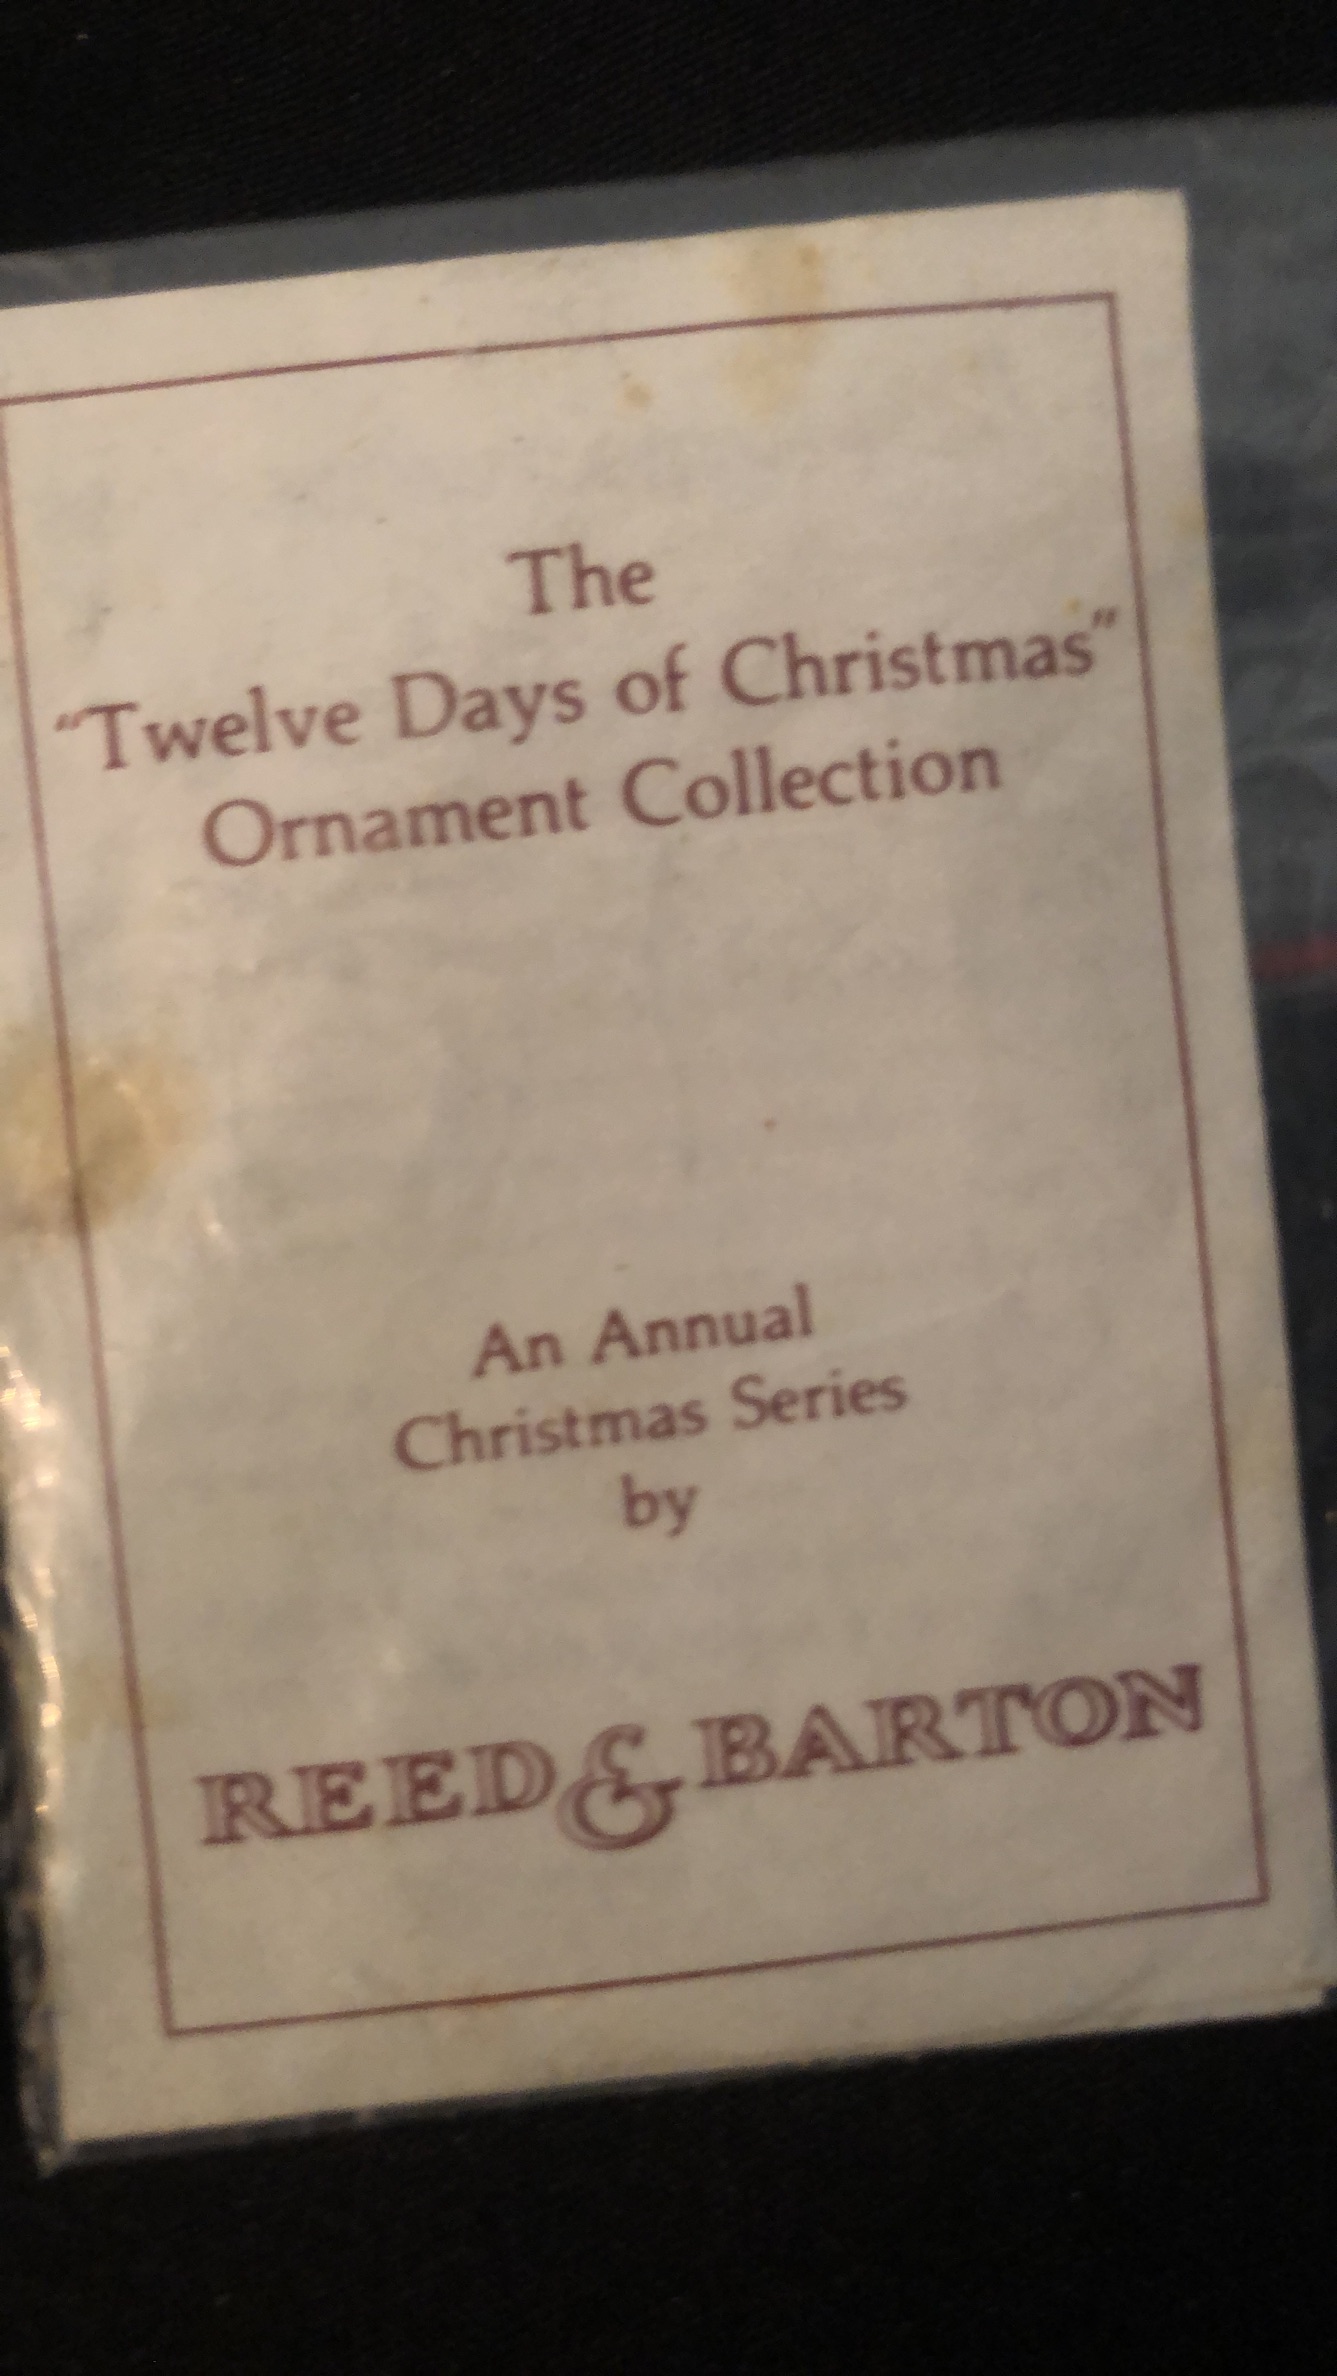 The
"Twelve Days of Christmas"
Ornament Collection
An Annual
Christmas Series
by
REED & BARTON